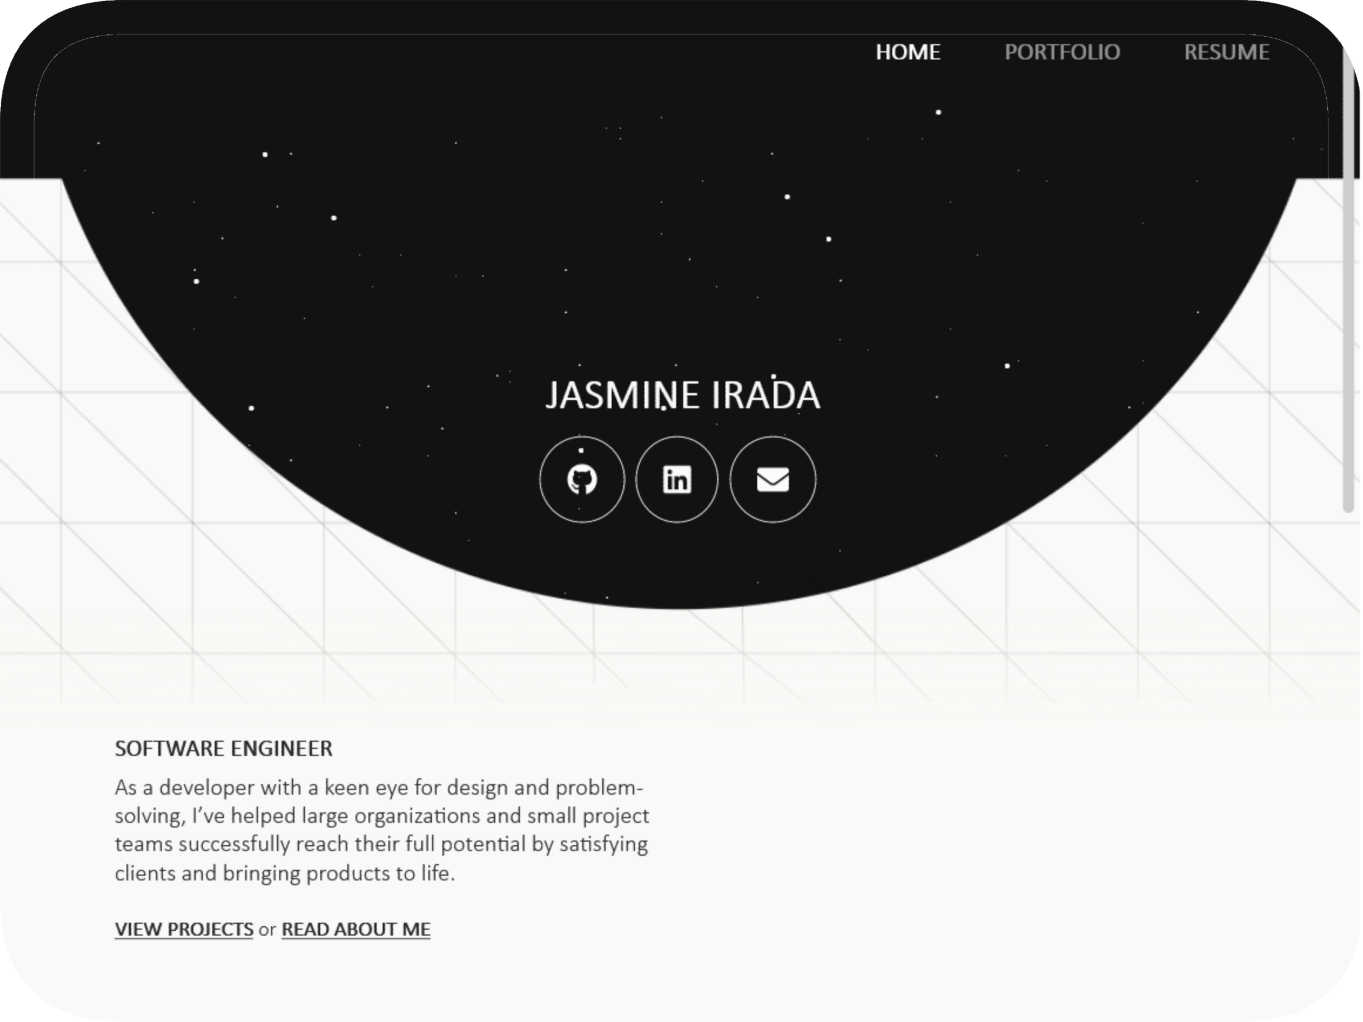 HOME PORTFOLIO RESUME
JASMINE IRADA
in
SOFTWARE ENGINEER
As a developer with a keen eye for design and problem-
solving, I’ve helped large organizations and small project
teams successfully reach their full potential by satisfying
clients and bringing products to life.
VIEW PROJECTS or READ ABOUT ME